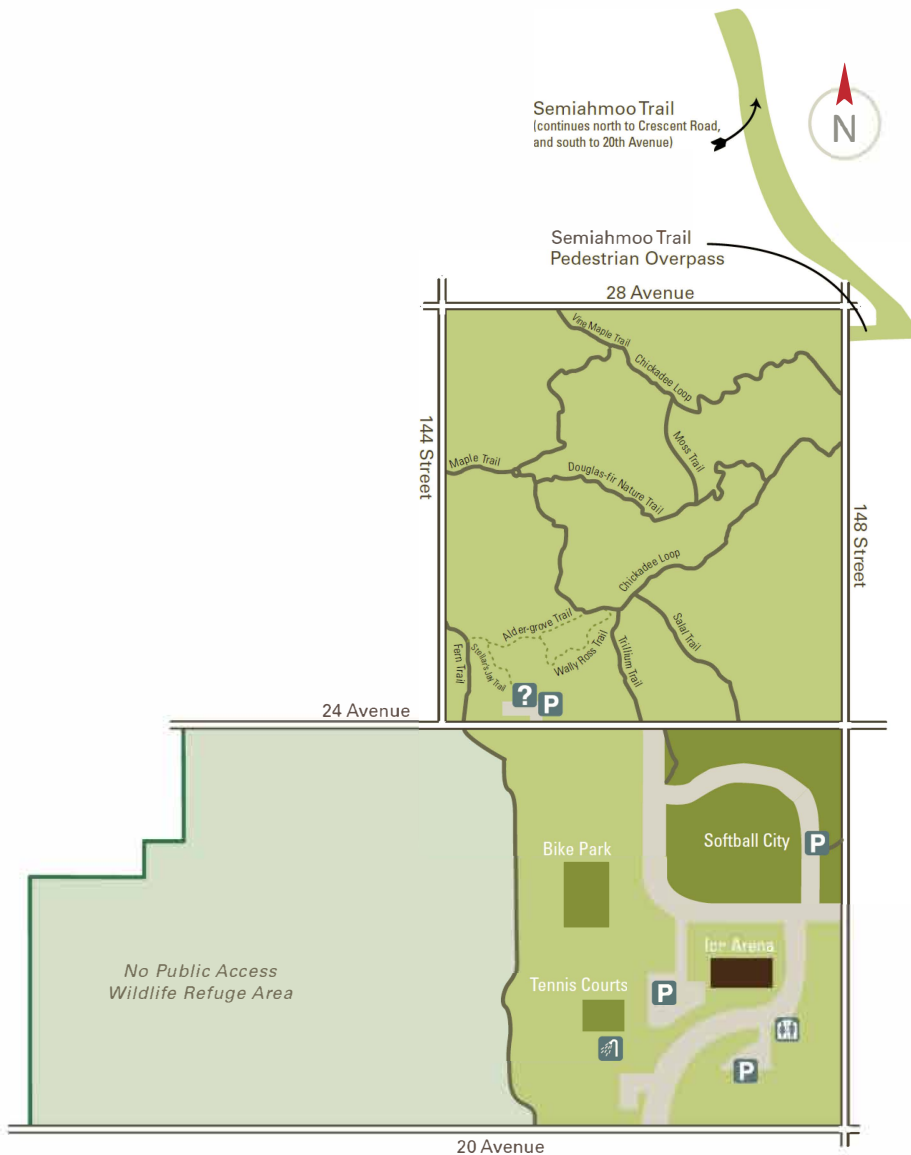 Semiahmoo Trail
(continues north to Crescent Road,
and south to 20th Avenue)
N
Semiahmoo Trail
Pedestrian Overpass
28 Avenue
Vine Maple Trail
Chickadee Loop
144 Street
Maple Trail
Moss Trail
Douglas-fir Nature Trail
148 Street
Chickadee Loop
Alder-grove Trail
Fern Trail
Stellar's Jay Trail
Wally Ross Trail
Trillium Trail
Salal Trail
?
P
24 Avenue
Softball City
P
Bike Park
Ice Arena
No Public Access
Wildlife Refuge Area
Tennis Courts
P
P
20 Avenue